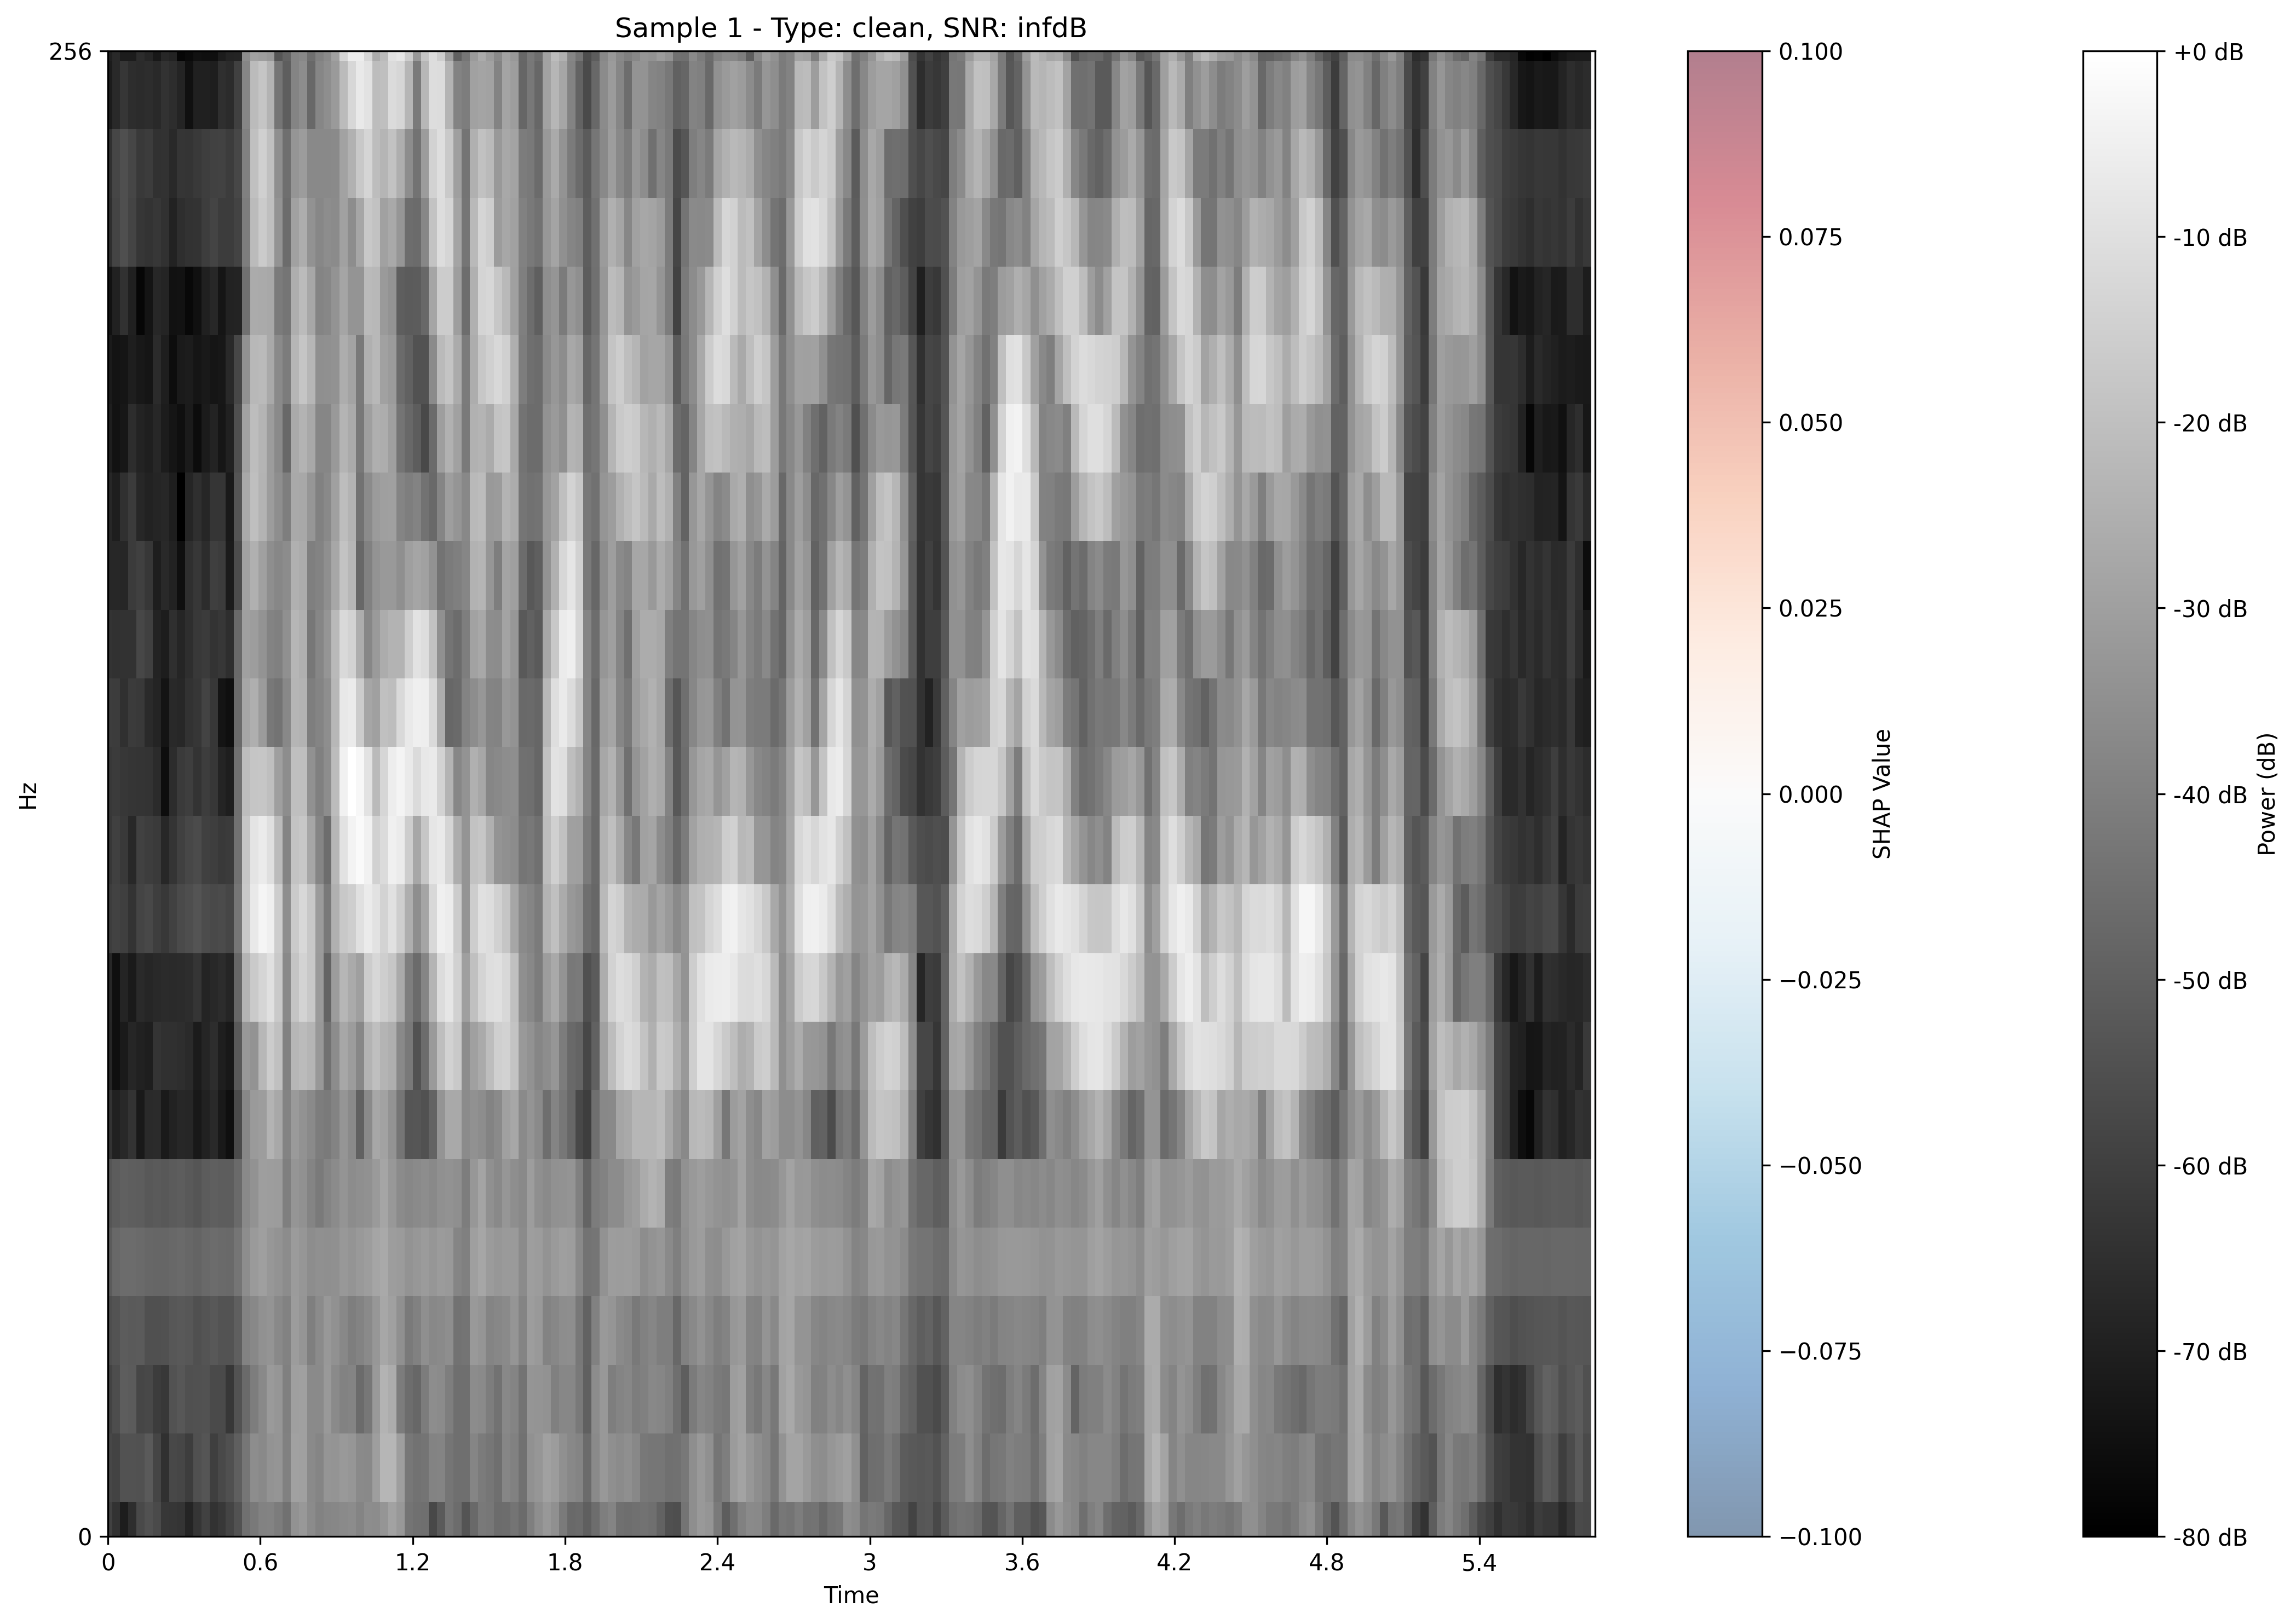 Sample 1 - Type: clean, SNR: infdB
256
0
Hz
0
0.6
1.2
1.8
2.4
3
3.6
4.2
4.8
5.4
Time
0.100
0.075
0.050
0.025
0.000
−0.025
−0.050
−0.075
−0.100
SHAP Value
+0 dB
-10 dB
-20 dB
-30 dB
-40 dB
-50 dB
-60 dB
-70 dB
-80 dB
Power (dB)